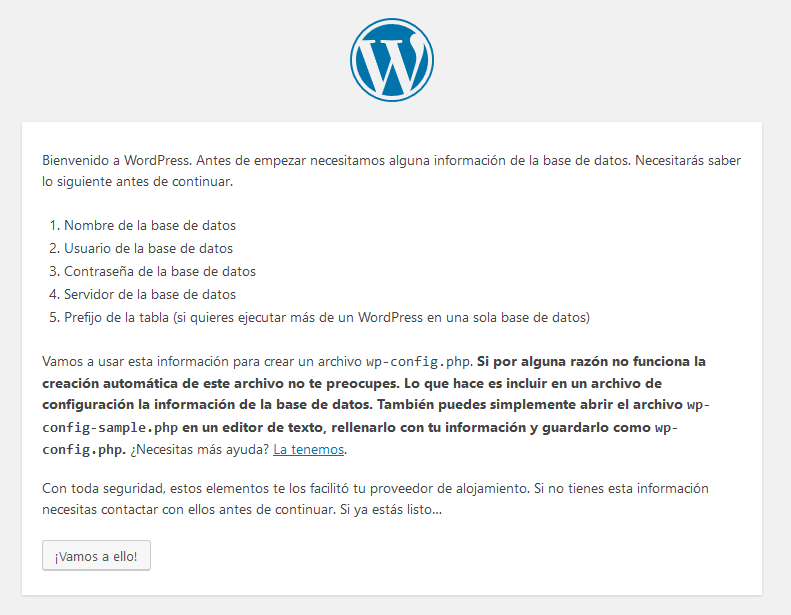 W
Bienvenido a WordPress. Antes de empezar necesitamos alguna información de la base de datos. Necesitarás saber
lo siguiente antes de continuar.
1. Nombre de la base de datos
2. Usuario de la base de datos
3. Contraseña de la base de datos
4. Servidor de la base de datos
5. Prefijo de la tabla (si quieres ejecutar más de un WordPress en una sola base de datos)
Vamos a usar esta información para crear un archivo wp-config.php. Si por alguna razón no funciona la
creación automática de este archivo no te preocupes. Lo que hace es incluir en un archivo de
configuración la información de la base de datos. También puedes simplemente abrir el archivo wp-
config-sample.php en un editor de texto, rellenarlo con tu información y guardarlo como wp-
config.php. ¿Necesitas más ayuda? La tenemos.
Con toda seguridad, estos elementos te los facilitó tu proveedor de alojamiento. Si no tienes esta información
necesitas contactar con ellos antes de continuar. Si ya estás listo…
¡Vamos a ello!